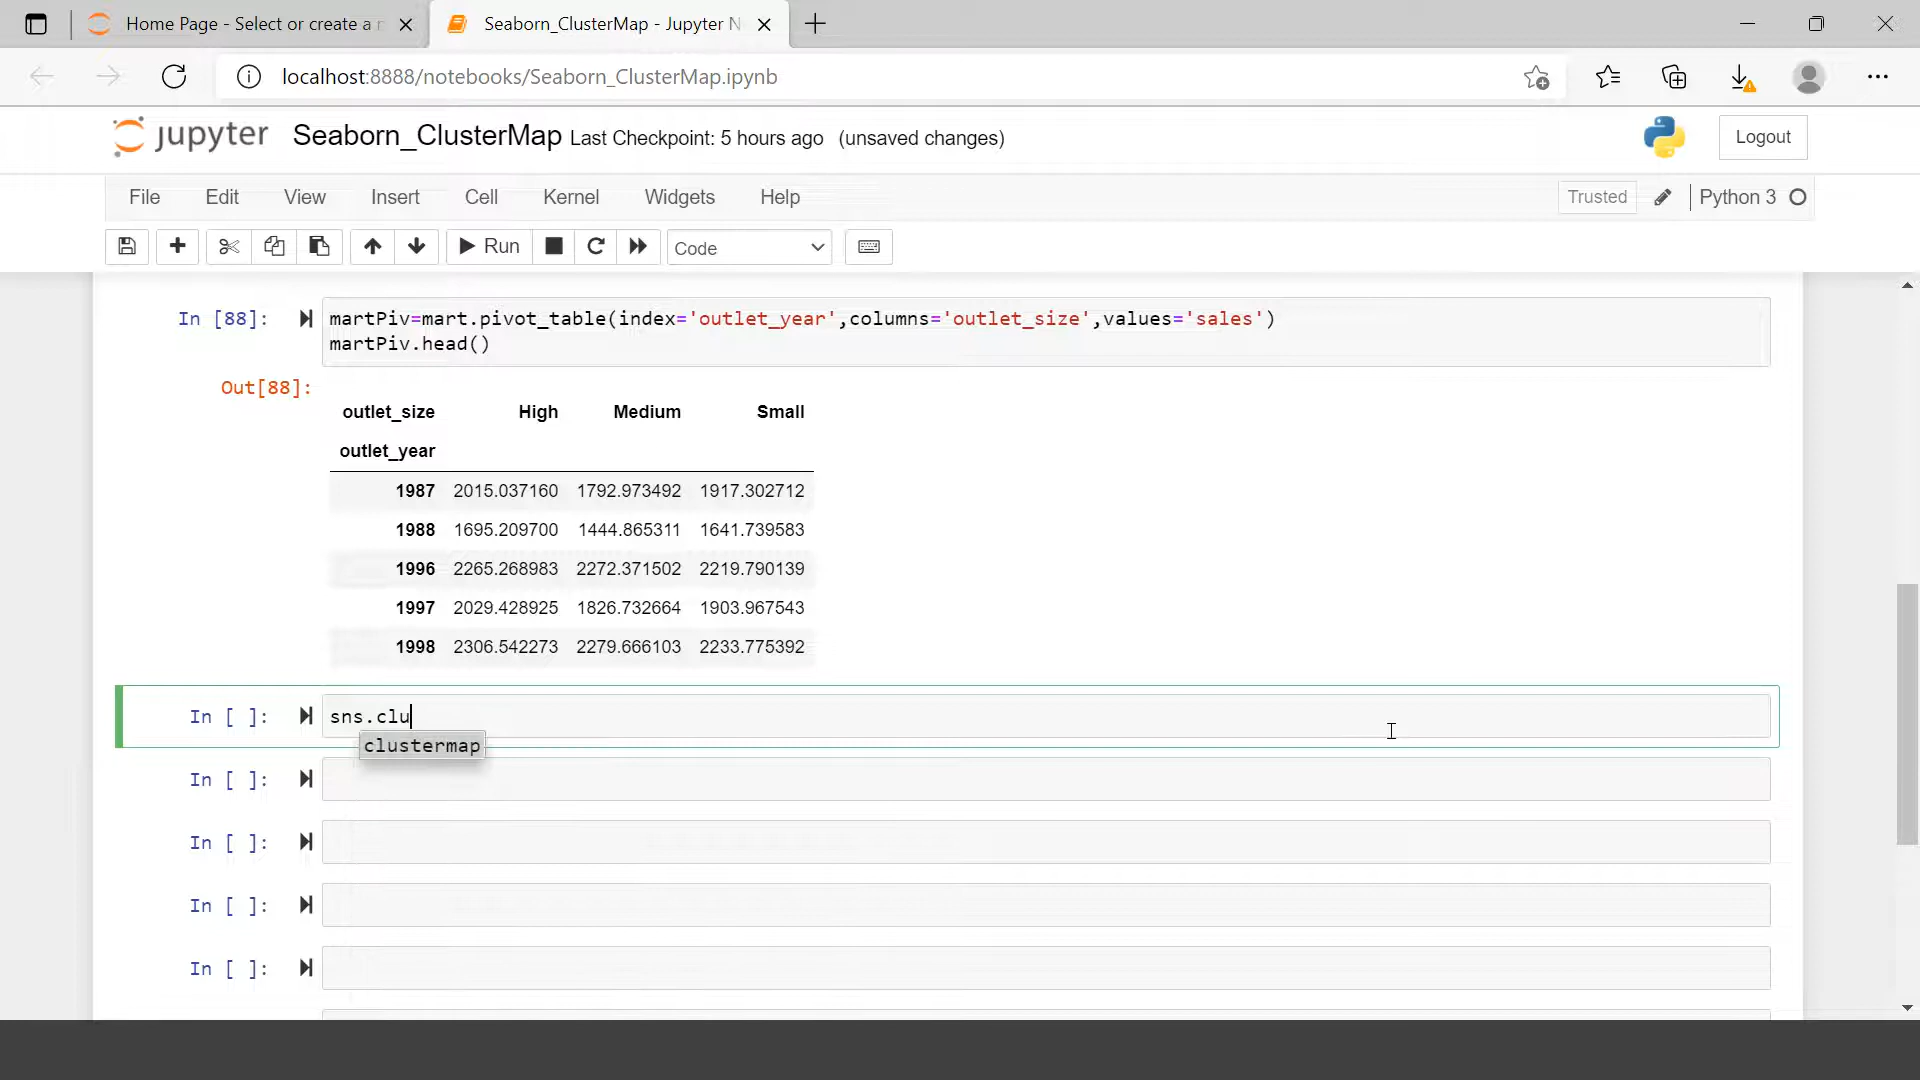 Home Page - Select or create a n
Seaborn_ClusterMap - Jupyter N
localhost:8888/notebooks/Seaborn_ClusterMap.ipynb
jupyter Seaborn_ClusterMap Last Checkpoint: 5 hours ago (unsaved changes)
Logout
File Edit View Insert Cell Kernel Widgets Help
Trusted
Python 3
Run
Code
In [88]: martPiv=mart.pivot_table(index='outlet_year',columns='outlet_size',values='sales')
martPiv.head()
Out[88]:
outlet_size High Medium Small
outlet_year
1987 2015.037160 1792.973492 1917.302712
1988 1695.209700 1444.865311 1641.739583
1996 2265.268983 2272.371502 2219.790139
1997 2029.428925 1826.732664 1903.967543
1998 2306.542273 2279.666103 2233.775392
In [ ]: sns.clu
clustermap
In [ ]:
In [ ]:
In [ ]:
In [ ]: